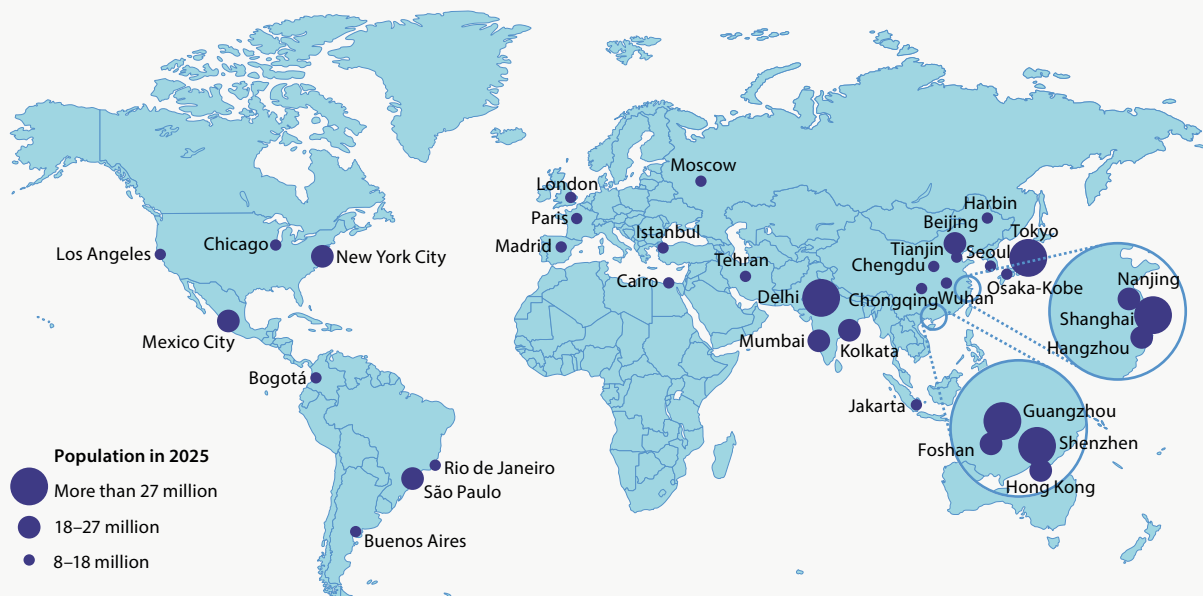 Moscow
London
Harbin
Paris
Beijing
Tokyo
Istanbul
Chicago
Madrid
Tianjin
Seoul
Los Angeles
New York City
Tehran
Chengdu
Nanjing
Cairo
Osaka-Kobe
Delhi
Chongqing
Wuhan
Shanghai
Mexico City
Mumbai
Hangzhou
Kolkata
Bogotá
Jakarta
Guangzhou
Shenzhen
Foshan
Population in 2025
Rio de Janeiro
More than 27 million
São Paulo
Hong Kong
18–27 million
Buenos Aires
8–18 million